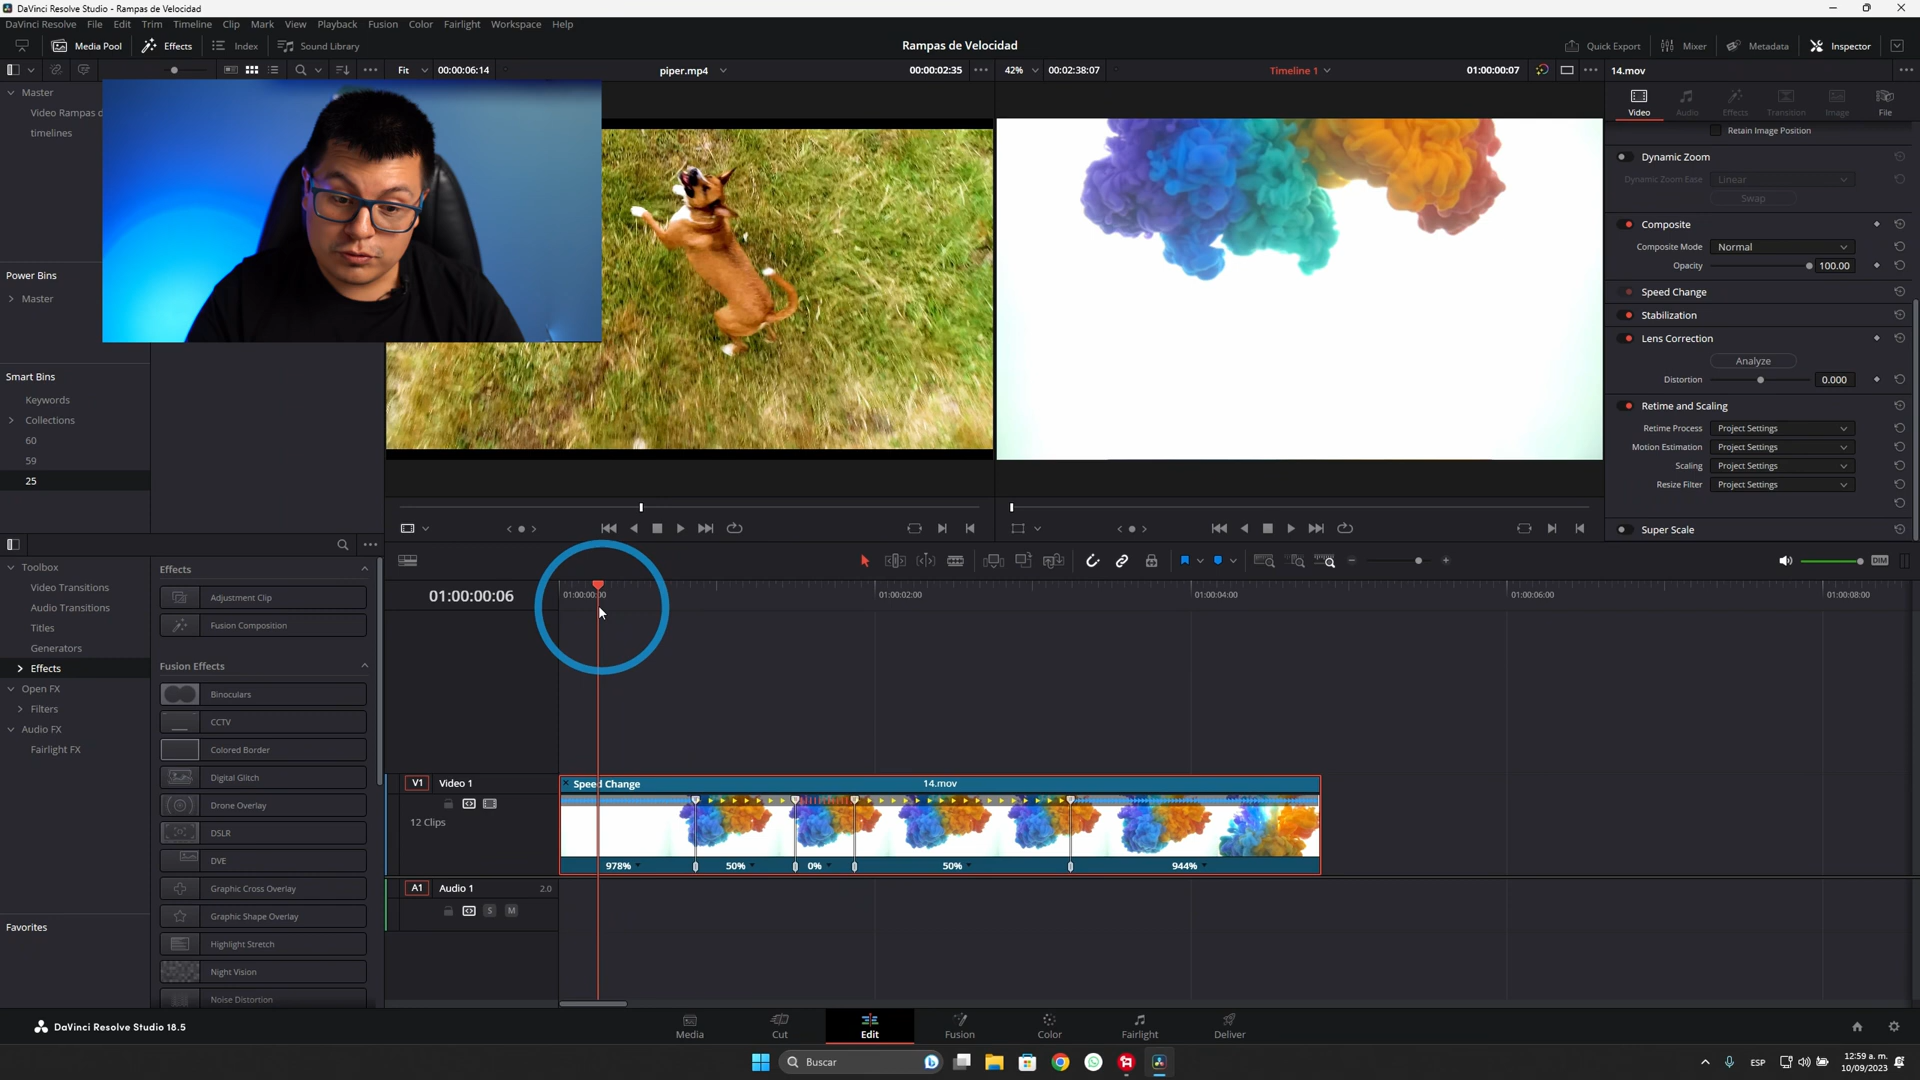 DaVinci Resolve Studio - Rampas de Velocidad
DaVinci Resolve File Edit Trim Timeline Clip Mark View Playback Fusion Color Fairlight Workspace Help
Media Pool Effects Index Sound Library Rampas de Velocidad Quick Export Mixer Metadata Inspector
Fit 00:00:06:14 piper.mp4 00:00:02:35 42% 00:02:38:07 Timeline 1 01:00:00:07 14.mov
Master
Video Rampas d
timelines
Power Bins
Master
Smart Bins
Keywords
Collections
60
59
25
Video Audio Effects Transition Image File
Retain Image Position
Dynamic Zoom
Dynamic Zoom Ease Linear
Swap
Composite
Composite Mode Normal
Opacity 100.00
Speed Change
Stabilization
Lens Correction
Analyze
Distortion 0.000
Retime and Scaling
Retime Process Project Settings
Motion Estimation Project Settings
Scaling Project Settings
Resize Filter Project Settings
Super Scale
DIM
Toolbox
Video Transitions
Audio Transitions
Titles
Generators
Effects
Open FX
Filters
Audio FX
Fairlight FX
Favorites
Effects
Adjustment Clip
Fusion Composition
Fusion Effects
Binoculars
CCTV
Colored Border
Digital Glitch
Drone Overlay
DSLR
DVE
Graphic Cross Overlay
Graphic Shape Overlay
Highlight Stretch
Night Vision
Noise Distortion
01:00:00:06 01:00:00:00 01:00:02:00 01:00:04:00 01:00:06:00 01:00:08:00
V1 Video 1
12 Clips
Speed Change 14.mov
978% 50% 0% 50% 944%
A1 Audio 1 2.0
S M
DaVinci Resolve Studio 18.5
Media Cut Edit Fusion Color Fairlight Deliver
Buscar
ESP
12:59 a. m.
10/09/2023